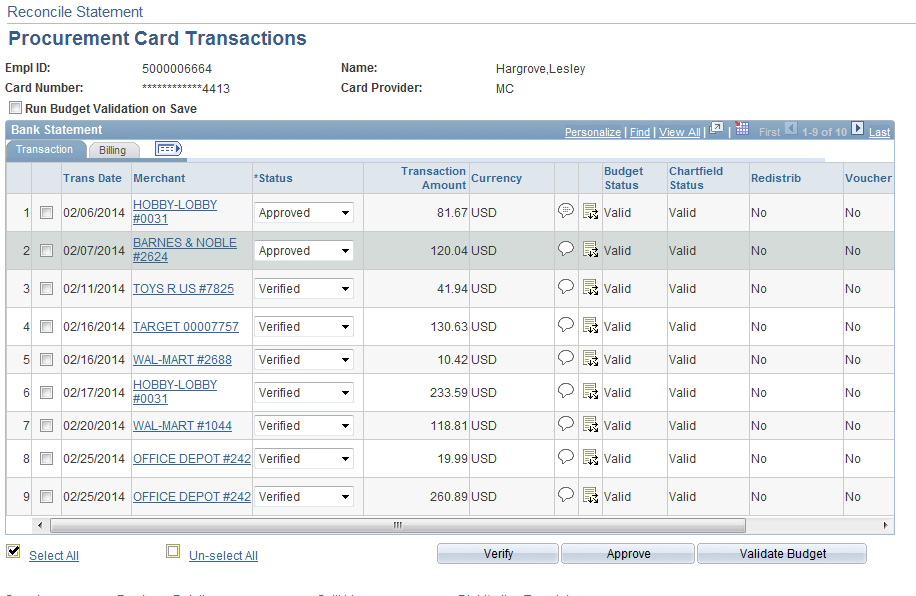 Reconcile Statement
Procurement Card Transactions
Empl ID: 5000006664 Name: Hargrove,Lesley
Card Number: ************4413 Card Provider: MC
Run Budget Validation on Save
Bank Statement Personalize | Find | View All | | First 1-9 of 10 Last
Transaction Billing
Trans Date Merchant *Status Transaction Amount Currency Budget Status Chartfield Status Redistrib Voucher
1 02/06/2014 HOBBY-LOBBY #0031 Approved 81.67 USD Valid Valid No No
2 02/07/2014 BARNES & NOBLE #2624 Approved 120.04 USD Valid Valid No No
3 02/11/2014 TOYS R US #7825 Verified 41.94 USD Valid Valid No No
4 02/16/2014 TARGET 00007757 Verified 130.63 USD Valid Valid No No
5 02/16/2014 WAL-MART #2688 Verified 10.42 USD Valid Valid No No
6 02/17/2014 HOBBY-LOBBY #0031 Verified 233.59 USD Valid Valid No No
7 02/20/2014 WAL-MART #1044 Verified 118.81 USD Valid Valid No No
8 02/25/2014 OFFICE DEPOT #242 Verified 19.99 USD Valid Valid No No
9 02/25/2014 OFFICE DEPOT #242 Verified 260.89 USD Valid Valid No No
Select All Un-select All Verify Approve Validate Budget